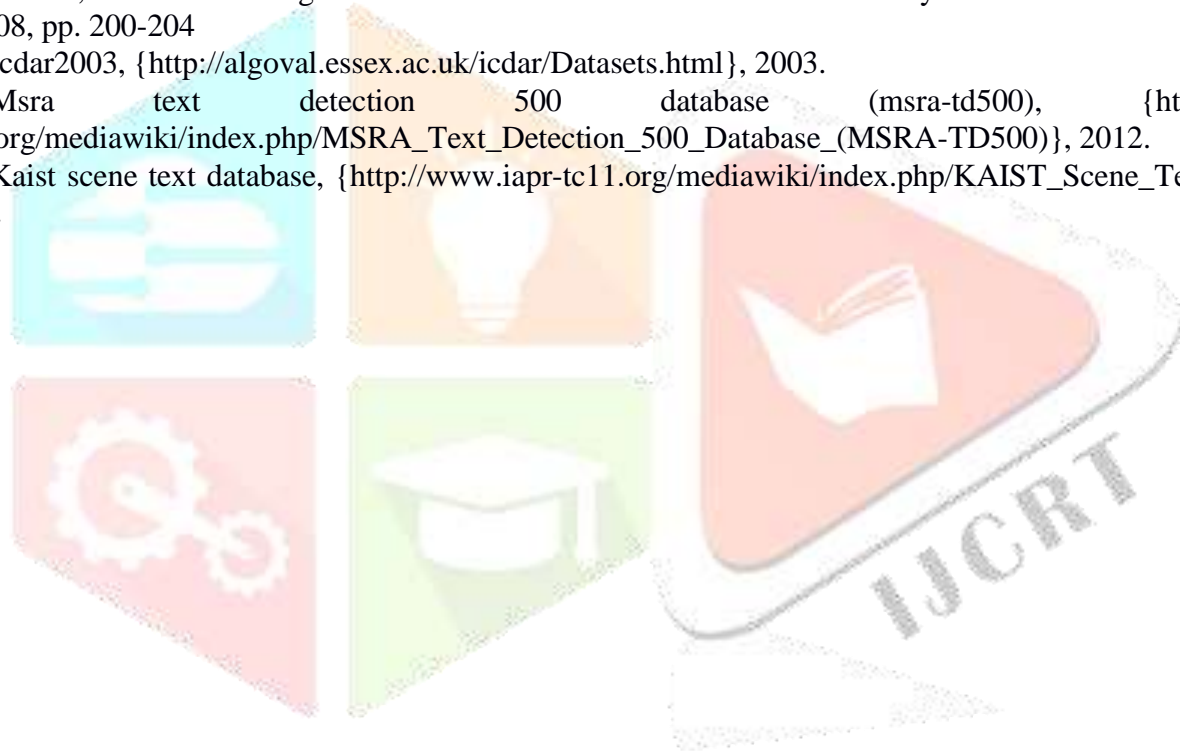 08, pp. 200-204
cdar2003, {http://algoval.essex.ac.uk/icdar/Datasets.html}, 2003.
Msra text detection 500 database (msra-td500), {ht
org/mediawiki/index.php/MSRA_Text_Detection_500_Database_(MSRA-TD500)}, 2012.
Kaist scene text database, {http://www.iapr-tc11.org/mediawiki/index.php/KAIST_Scene_Te
IJCRT